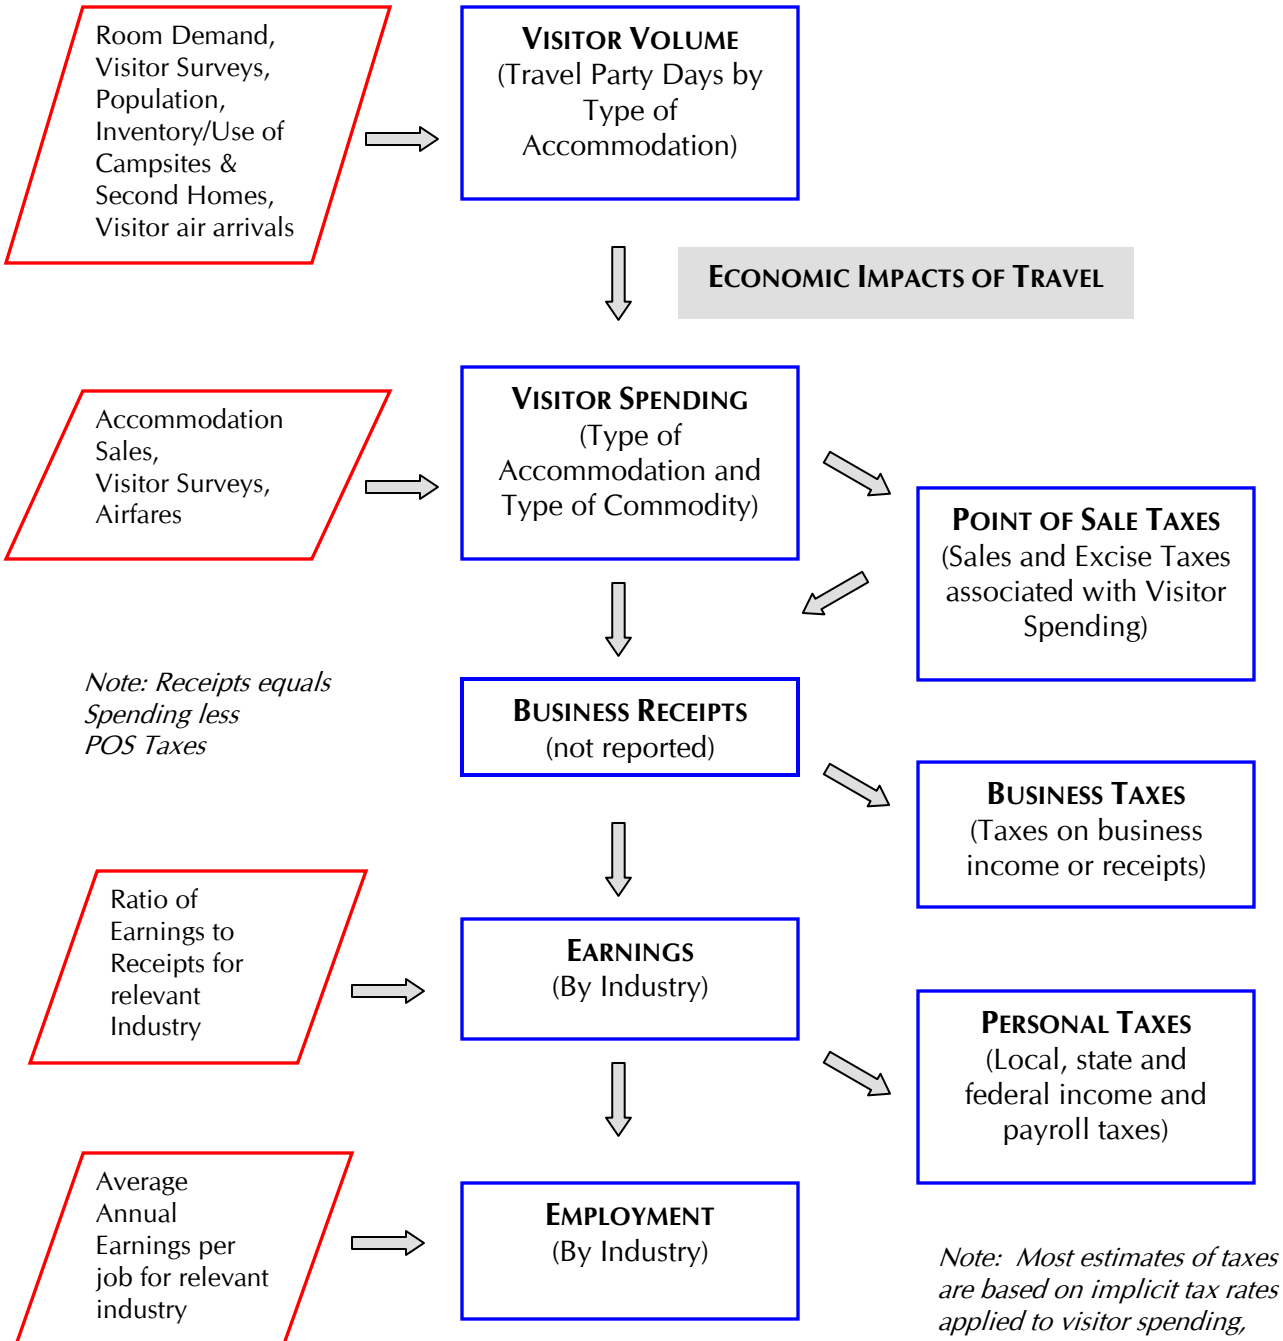 Room Demand,
Visitor Surveys,
Population,
Inventory/Use of
Campsites &
Second Homes,
Visitor air arrivals
VISITOR VOLUME
(Travel Party Days by
Type of
Accommodation)
ECONOMIC IMPACTS OF TRAVEL
Accommodation
Sales,
Visitor Surveys,
Airfares
VISITOR SPENDING
(Type of
Accommodation and
Type of Commodity)
POINT OF SALE TAXES
(Sales and Excise Taxes
associated with Visitor
Spending)
Note: Receipts equals
Spending less
POS Taxes
BUSINESS RECEIPTS
(not reported)
BUSINESS TAXES
(Taxes on business
income or receipts)
Ratio of
Earnings to
Receipts for
relevant
Industry
EARNINGS
(By Industry)
PERSONAL TAXES
(Local, state and
federal income and
payroll taxes)
Average
Annual
Earnings per
job for relevant
industry
EMPLOYMENT
(By Industry)
Note: Most estimates of taxes
are based on implicit tax rates
applied to visitor spending,